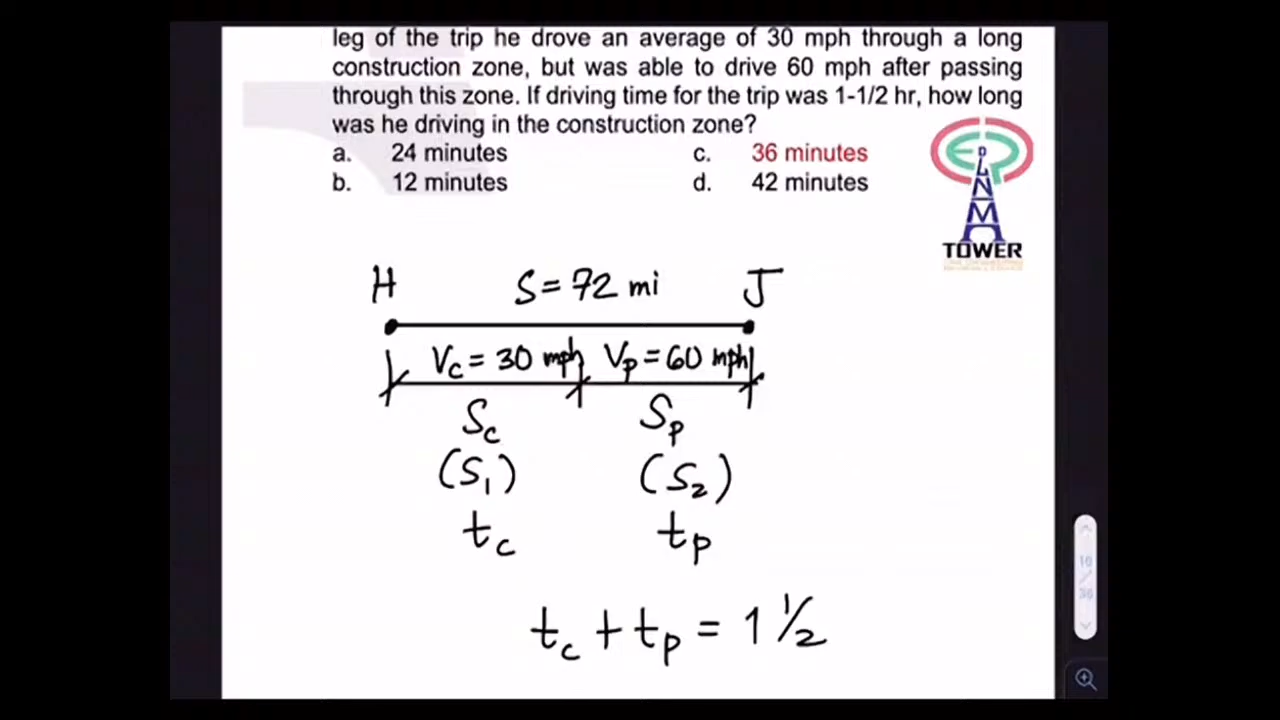 leg of the trip he drove an average of 30 mph through a long
construction zone, but was able to drive 60 mph after passing
through this zone. If driving time for the trip was 1-1/2 hr, how long
was he driving in the construction zone?
a. 24 minutes c. 36 minutes
b. 12 minutes d. 42 minutes
TOWER
H S = 72 mi J
Vc = 30 mph Vp = 60 mph
Sc Sp
(S1) (S2)
tc tp
tc + tp = 1 1/2